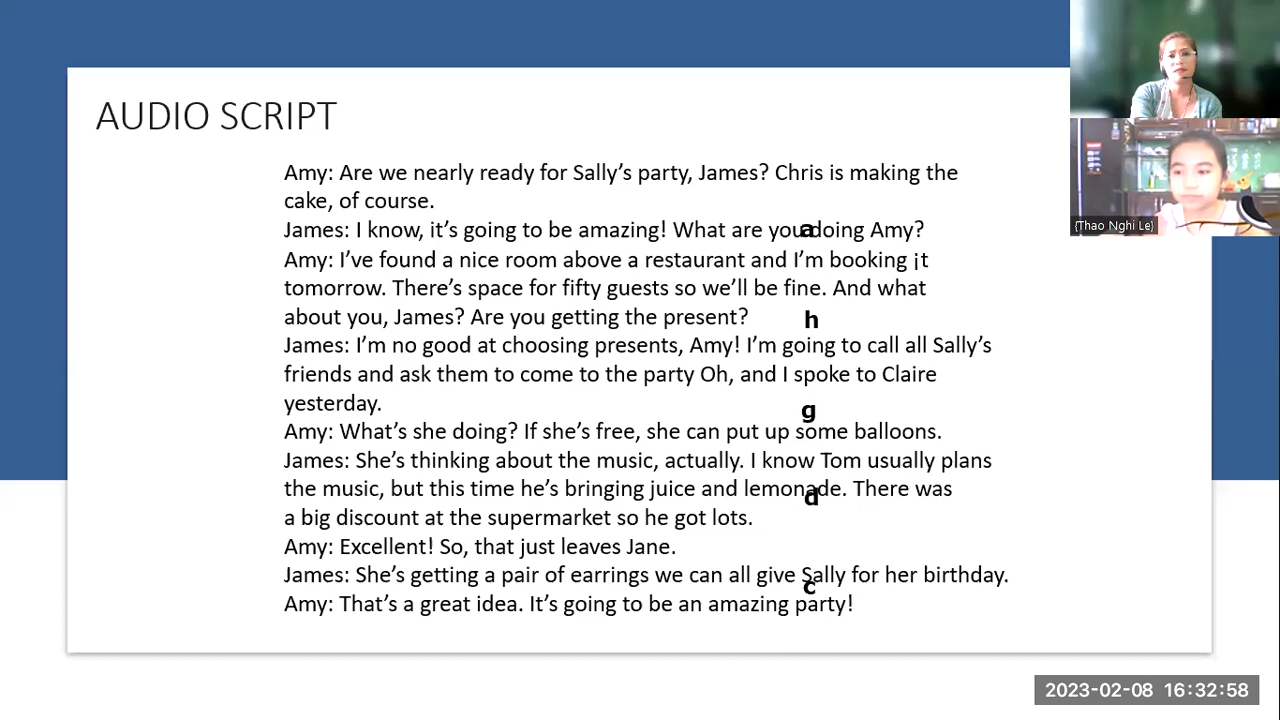 AUDIO SCRIPT
Amy: Are we nearly ready for Sally’s party, James? Chris is making the
cake, of course.
James: I know, it’s going to be amazing! What are you doing Amy?
a
Amy: I’ve found a nice room above a restaurant and I’m booking ¡t
tomorrow. There’s space for fifty guests so we’ll be fine. And what
about you, James? Are you getting the present?
h
James: I’m no good at choosing presents, Amy! I’m going to call all Sally’s
friends and ask them to come to the party Oh, and I spoke to Claire
yesterday.
g
Amy: What’s she doing? If she’s free, she can put up some balloons.
James: She’s thinking about the music, actually. I know Tom usually plans
the music, but this time he’s bringing juice and lemonade. There was
d
a big discount at the supermarket so he got lots.
Amy: Excellent! So, that just leaves Jane.
James: She’s getting a pair of earrings we can all give Sally for her birthday.
c
Amy: That’s a great idea. It’s going to be an amazing party!
(Thao Nghi Le)
2023-02-08 16:32:58